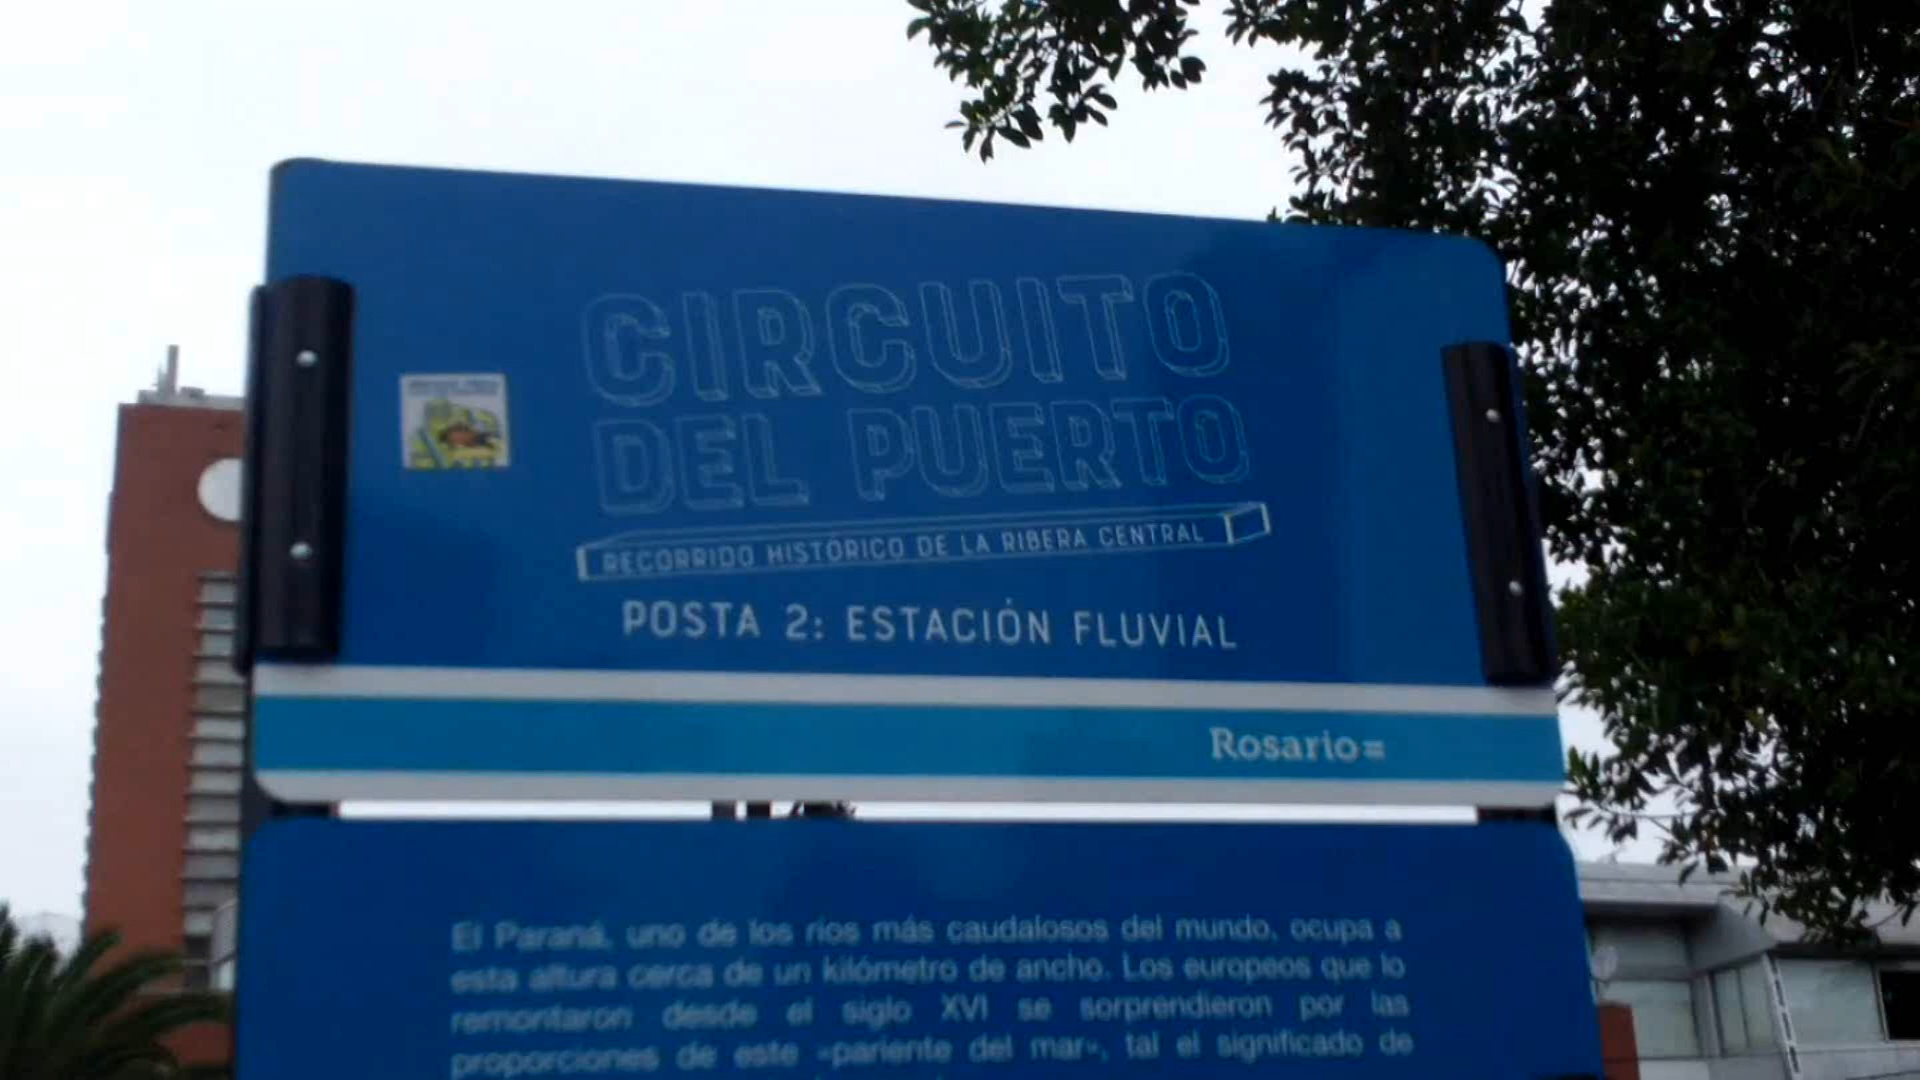 CIRCUITO
DEL PUERTO
RECORRIDO HISTÓRICO DE LA RIBERA CENTRAL
POSTA 2: ESTACIÓN FLUVIAL
Rosario=
El Paraná, uno de los ríos más caudalosos del mundo, ocupa a
esta altura cerca de un kilómetro de ancho. Los europeos que lo
remontaron desde el siglo XVI se sorprendieron por las
proporciones de este «pariente del mar», tal el significado de